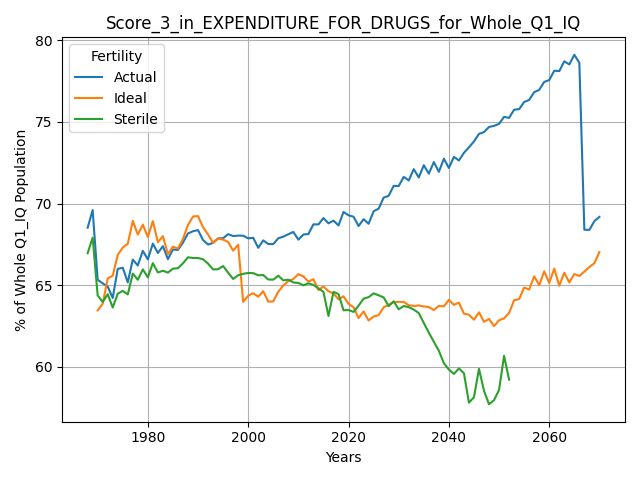 Score_3_in_EXPENDITURE_FOR_DRUGS_for_Whole_Q1_IQ
Fertility
Actual
Ideal
Sterile
% of Whole Q1_IQ Population
80
75
70
65
60
1980
2000
2020
2040
2060
Years